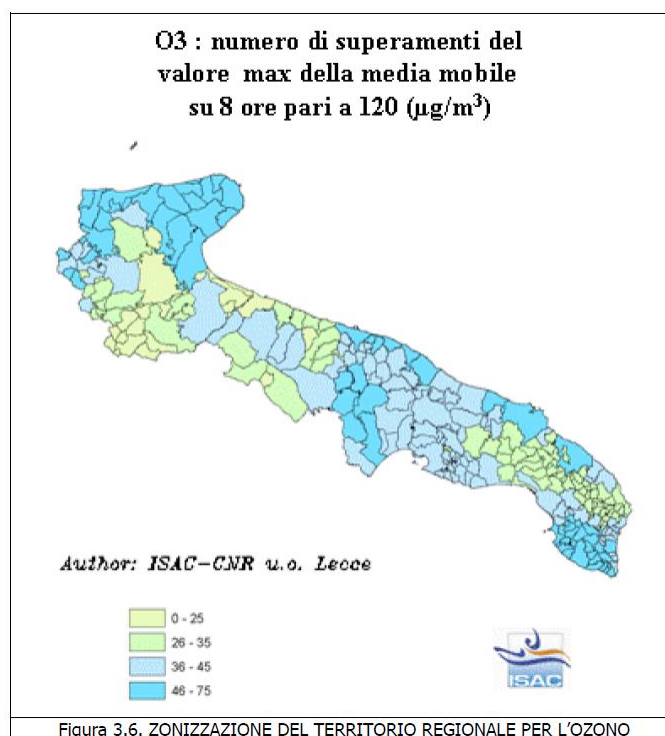 O3 : numero di superamenti del
valore max della media mobile
su 8 ore pari a 120 (µg/m³)
Author: ISAC-CNR u.o. Lecce
0 - 25
26 - 35
36 - 45
46 - 75
ISAC
Figura 3.6. ZONIZZAZIONE DEL TERRITORIO REGIONALE PER L'OZONO